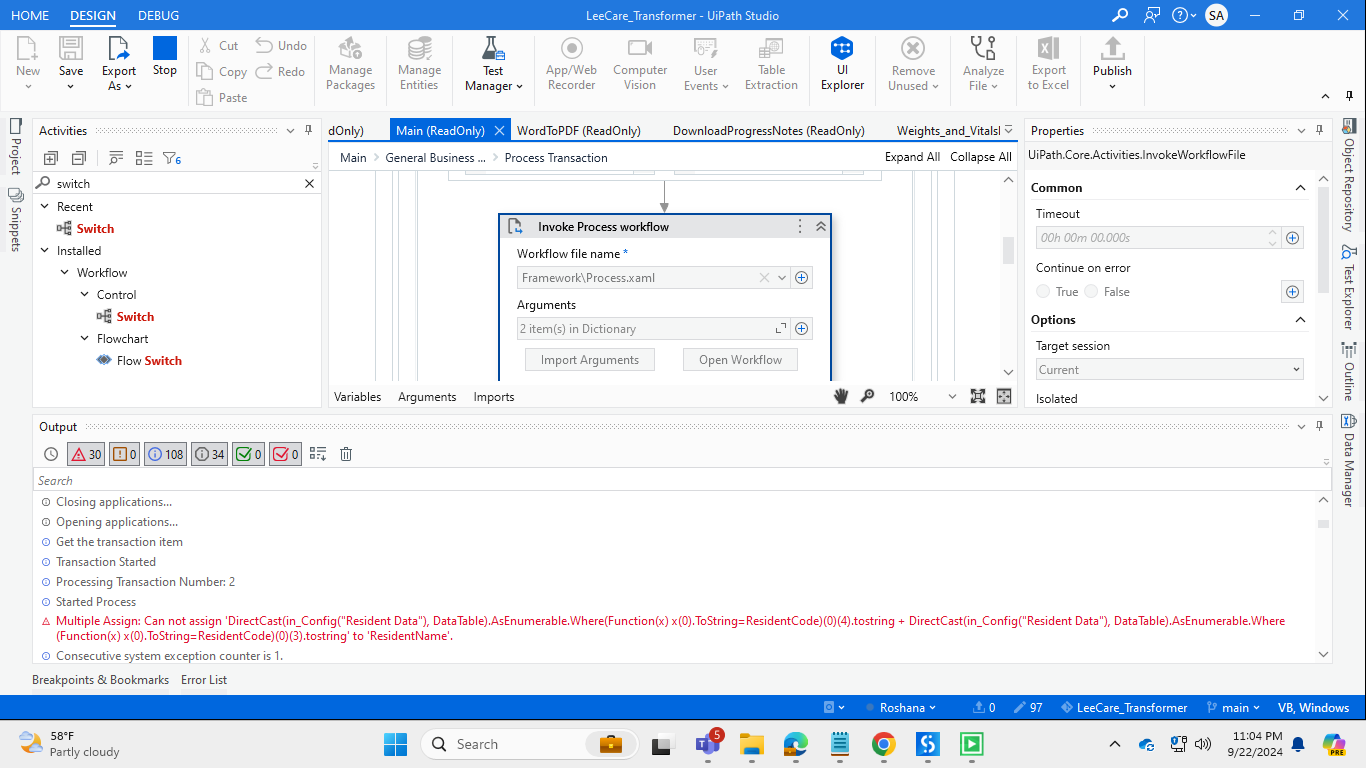 HOME DESIGN DEBUG
LeeCare_Transformer - UiPath Studio
SA
New
Save
Export As
Stop
Cut
Copy
Paste
Undo
Redo
Manage Packages
Manage Entities
Test Manager
App/Web Recorder
Computer Vision
User Events
Table Extraction
UI Explorer
Remove Unused
Analyze File
Export to Excel
Publish
Project
Snippets
Activities
6
switch
Recent
Switch
Installed
Workflow
Control
Switch
Flowchart
Flow Switch
dOnly)
Main (ReadOnly)
WordToPDF (ReadOnly)
DownloadProgressNotes (ReadOnly)
Weights_and_Vitalsl
Main > General Business ... > Process Transaction
Expand All Collapse All
Invoke Process workflow
Workflow file name *
Framework\Process.xaml
Arguments
2 item(s) in Dictionary
Import Arguments
Open Workflow
Variables Arguments Imports
100%
Properties
UiPath.Core.Activities.InvokeWorkflowFile
Common
Timeout
00h 00m 00.000s
Continue on error
True False
Options
Target session
Current
Isolated
Object Repository
Test Explorer
Outline
Data Manager
Output
30 0 108 34 0 0
Search
Closing applications...
Opening applications...
Get the transaction item
Transaction Started
Processing Transaction Number: 2
Started Process
Multiple Assign: Can not assign 'DirectCast(in_Config("Resident Data"), DataTable).AsEnumerable.Where(Function(x) x(0).ToString=ResidentCode)(0)(4).tostring + DirectCast(in_Config("Resident Data"), DataTable).AsEnumerable.Where
(Function(x) x(0).ToString=ResidentCode)(0)(3).tostring' to 'ResidentName'.
Consecutive system exception counter is 1.
Breakpoints & Bookmarks Error List
Roshana
0
97
LeeCare_Transformer
main
VB, Windows
58°F
Partly cloudy
Search
5
11:04 PM
9/22/2024
PRE